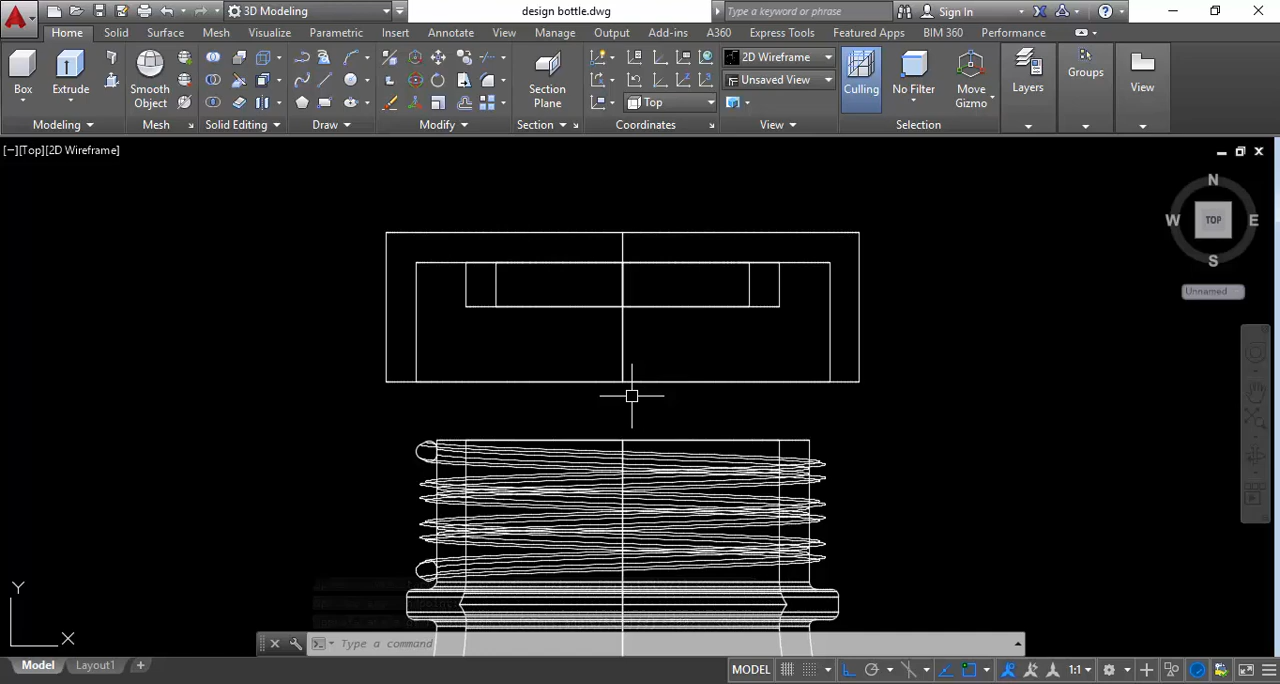 3D Modeling
design bottle.dwg
Type a keyword or phrase
Sign In
Home Solid Surface Mesh Visualize Parametric Insert Annotate View Manage Output Add-ins A360 Express Tools Featured Apps BIM 360 Performance
Box
Extrude
Smooth
Object
Section
Plane
Top
2D Wireframe
Unsaved View
Culling
No Filter
Move
Gizmo
Layers
Groups
View
Modeling Mesh Solid Editing Draw Modify Section Coordinates View Selection
[−][Top][2D Wireframe]
N
W TOP E
S
Unnamed
Y
X
Type a command
Model Layout1 +
MODEL 1:1